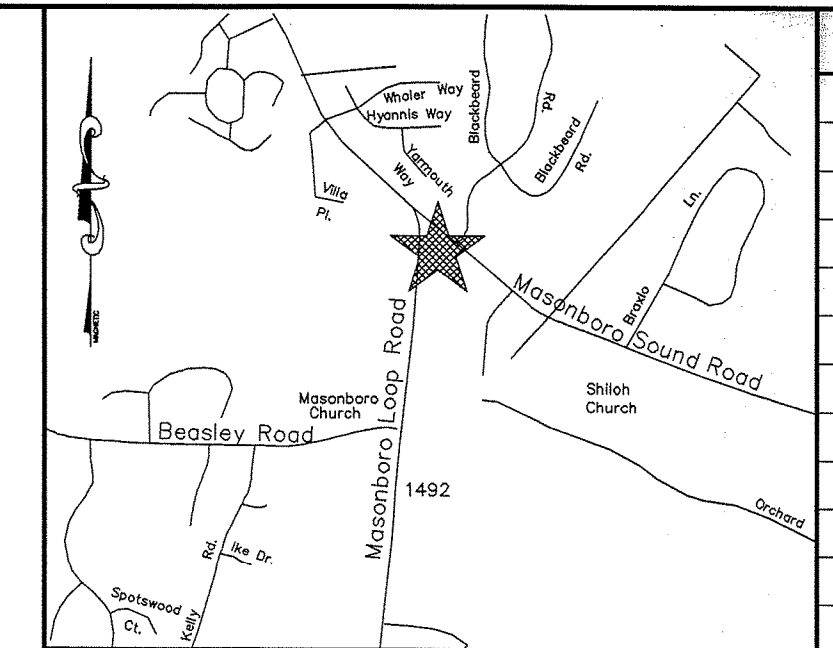 Whaler Way
Hyannis Way
Yarmouth
Way
Villa
Pl.
Blackbeard
Rd.
Blackbeard
Rd.
Braxlo
Ln.
Masonboro Sound Road
Shiloh
Church
Masonboro
Church
Masonboro Loop Road
Beasley Road
1492
Orchard
Kelly
Rd.
Ike Dr.
Spotswood
Ct.
MAGNETIC